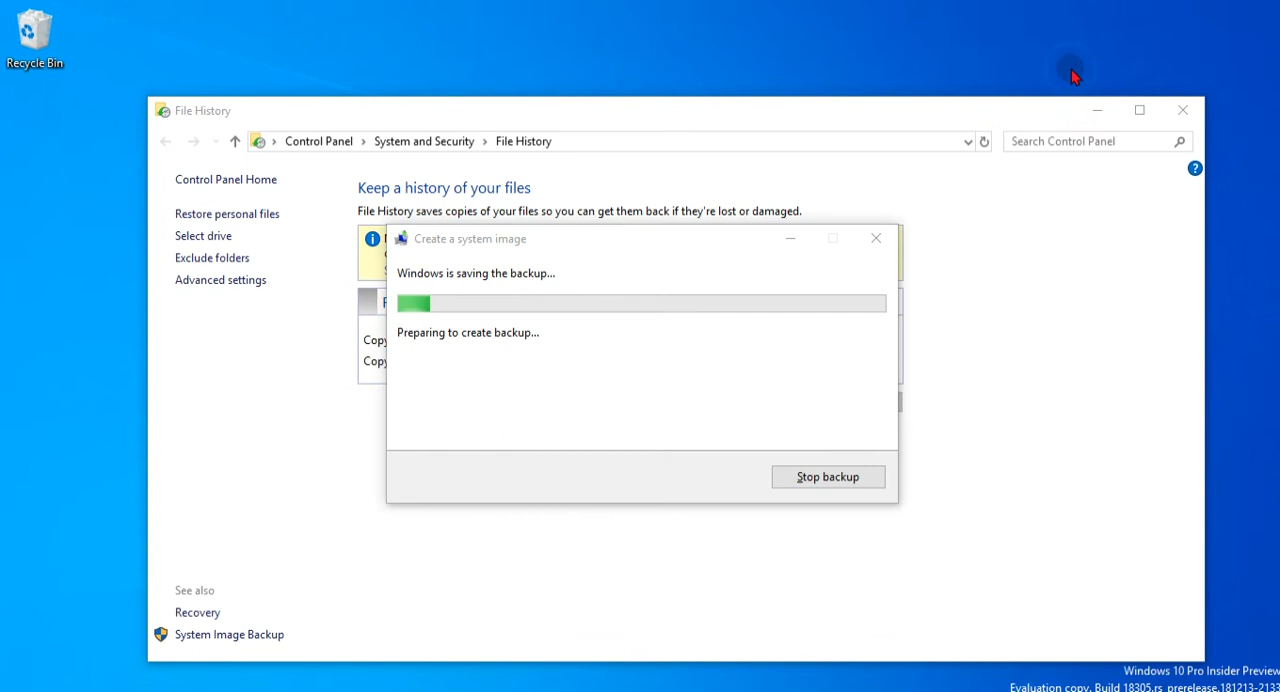 Recycle Bin
File History
Control Panel › System and Security › File History
Search Control Panel
Control Panel Home
Restore personal files
Select drive
Exclude folders
Advanced settings
Keep a history of your files
File History saves copies of your files so you can get them back if they're lost or damaged.
Create a system image
Windows is saving the backup...
Preparing to create backup...
Copy
Copy
Stop backup
See also
Recovery
System Image Backup
Windows 10 Pro Insider Preview
Evaluation copy. Build 18305.rs_prerelease.181213-2133